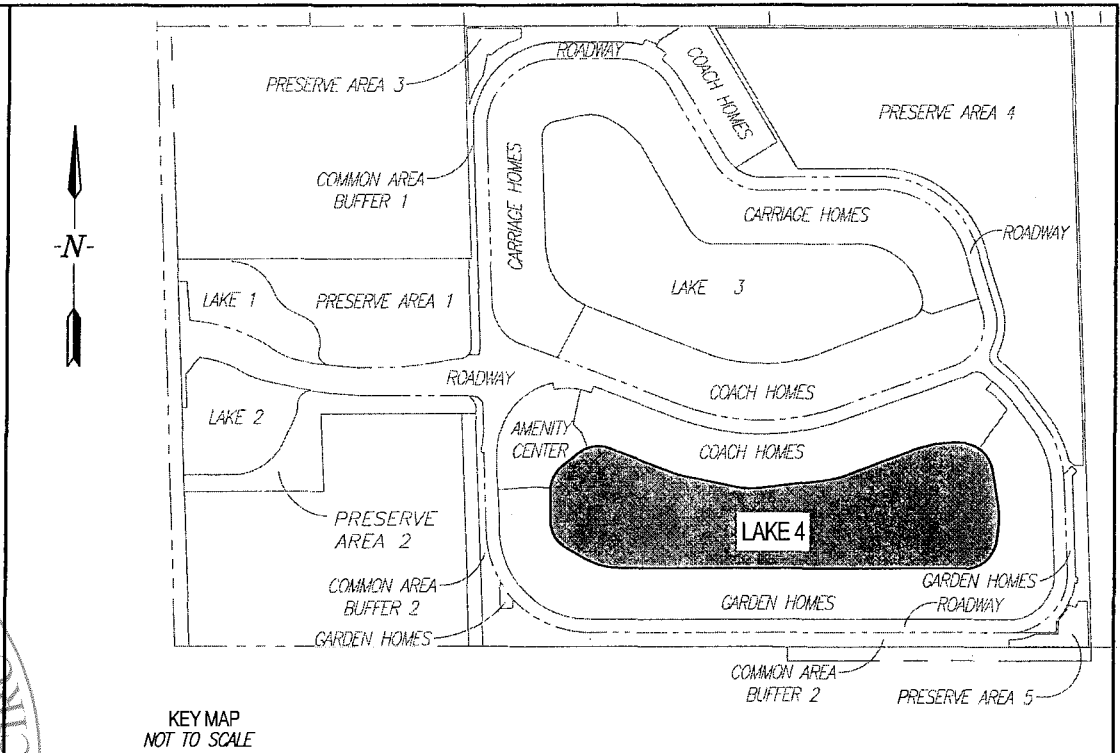 ROADWAY
PRESERVE AREA 3
COACH HOMES
PRESERVE AREA 4
COMMON AREA
BUFFER 1
CARRIAGE HOMES
CARRIAGE HOMES
ROADWAY
-N-
LAKE 1
PRESERVE AREA 1
LAKE 3
ROADWAY
COACH HOMES
LAKE 2
AMENITY
CENTER
COACH HOMES
PRESERVE
AREA 2
LAKE 4
COMMON AREA
BUFFER 2
GARDEN HOMES
GARDEN HOMES
GARDEN HOMES
ROADWAY
COMMON AREA
BUFFER 2
PRESERVE AREA 5
KEY MAP
NOT TO SCALE